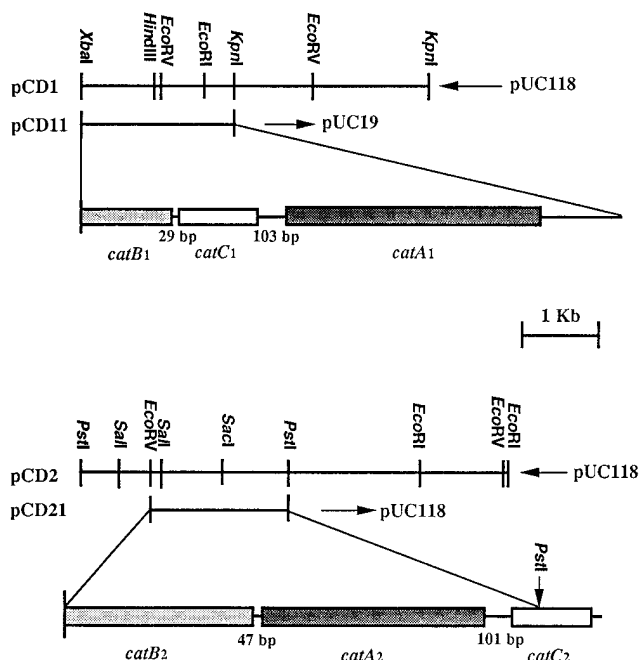 XbaI HindIII EcoRV EcoRI KpnI EcoRV KpnI
pCD1 pUC118
pCD11 pUC19
29 bp 103 bp
catB1 catC1 catA1
1 Kb
PstI SalI EcoRV SalI SacI PstI EcoRI EcoRV EcoRI
pCD2 pUC118
pCD21 pUC118
PstI
47 bp 101 bp
catB2 catA2 catC2